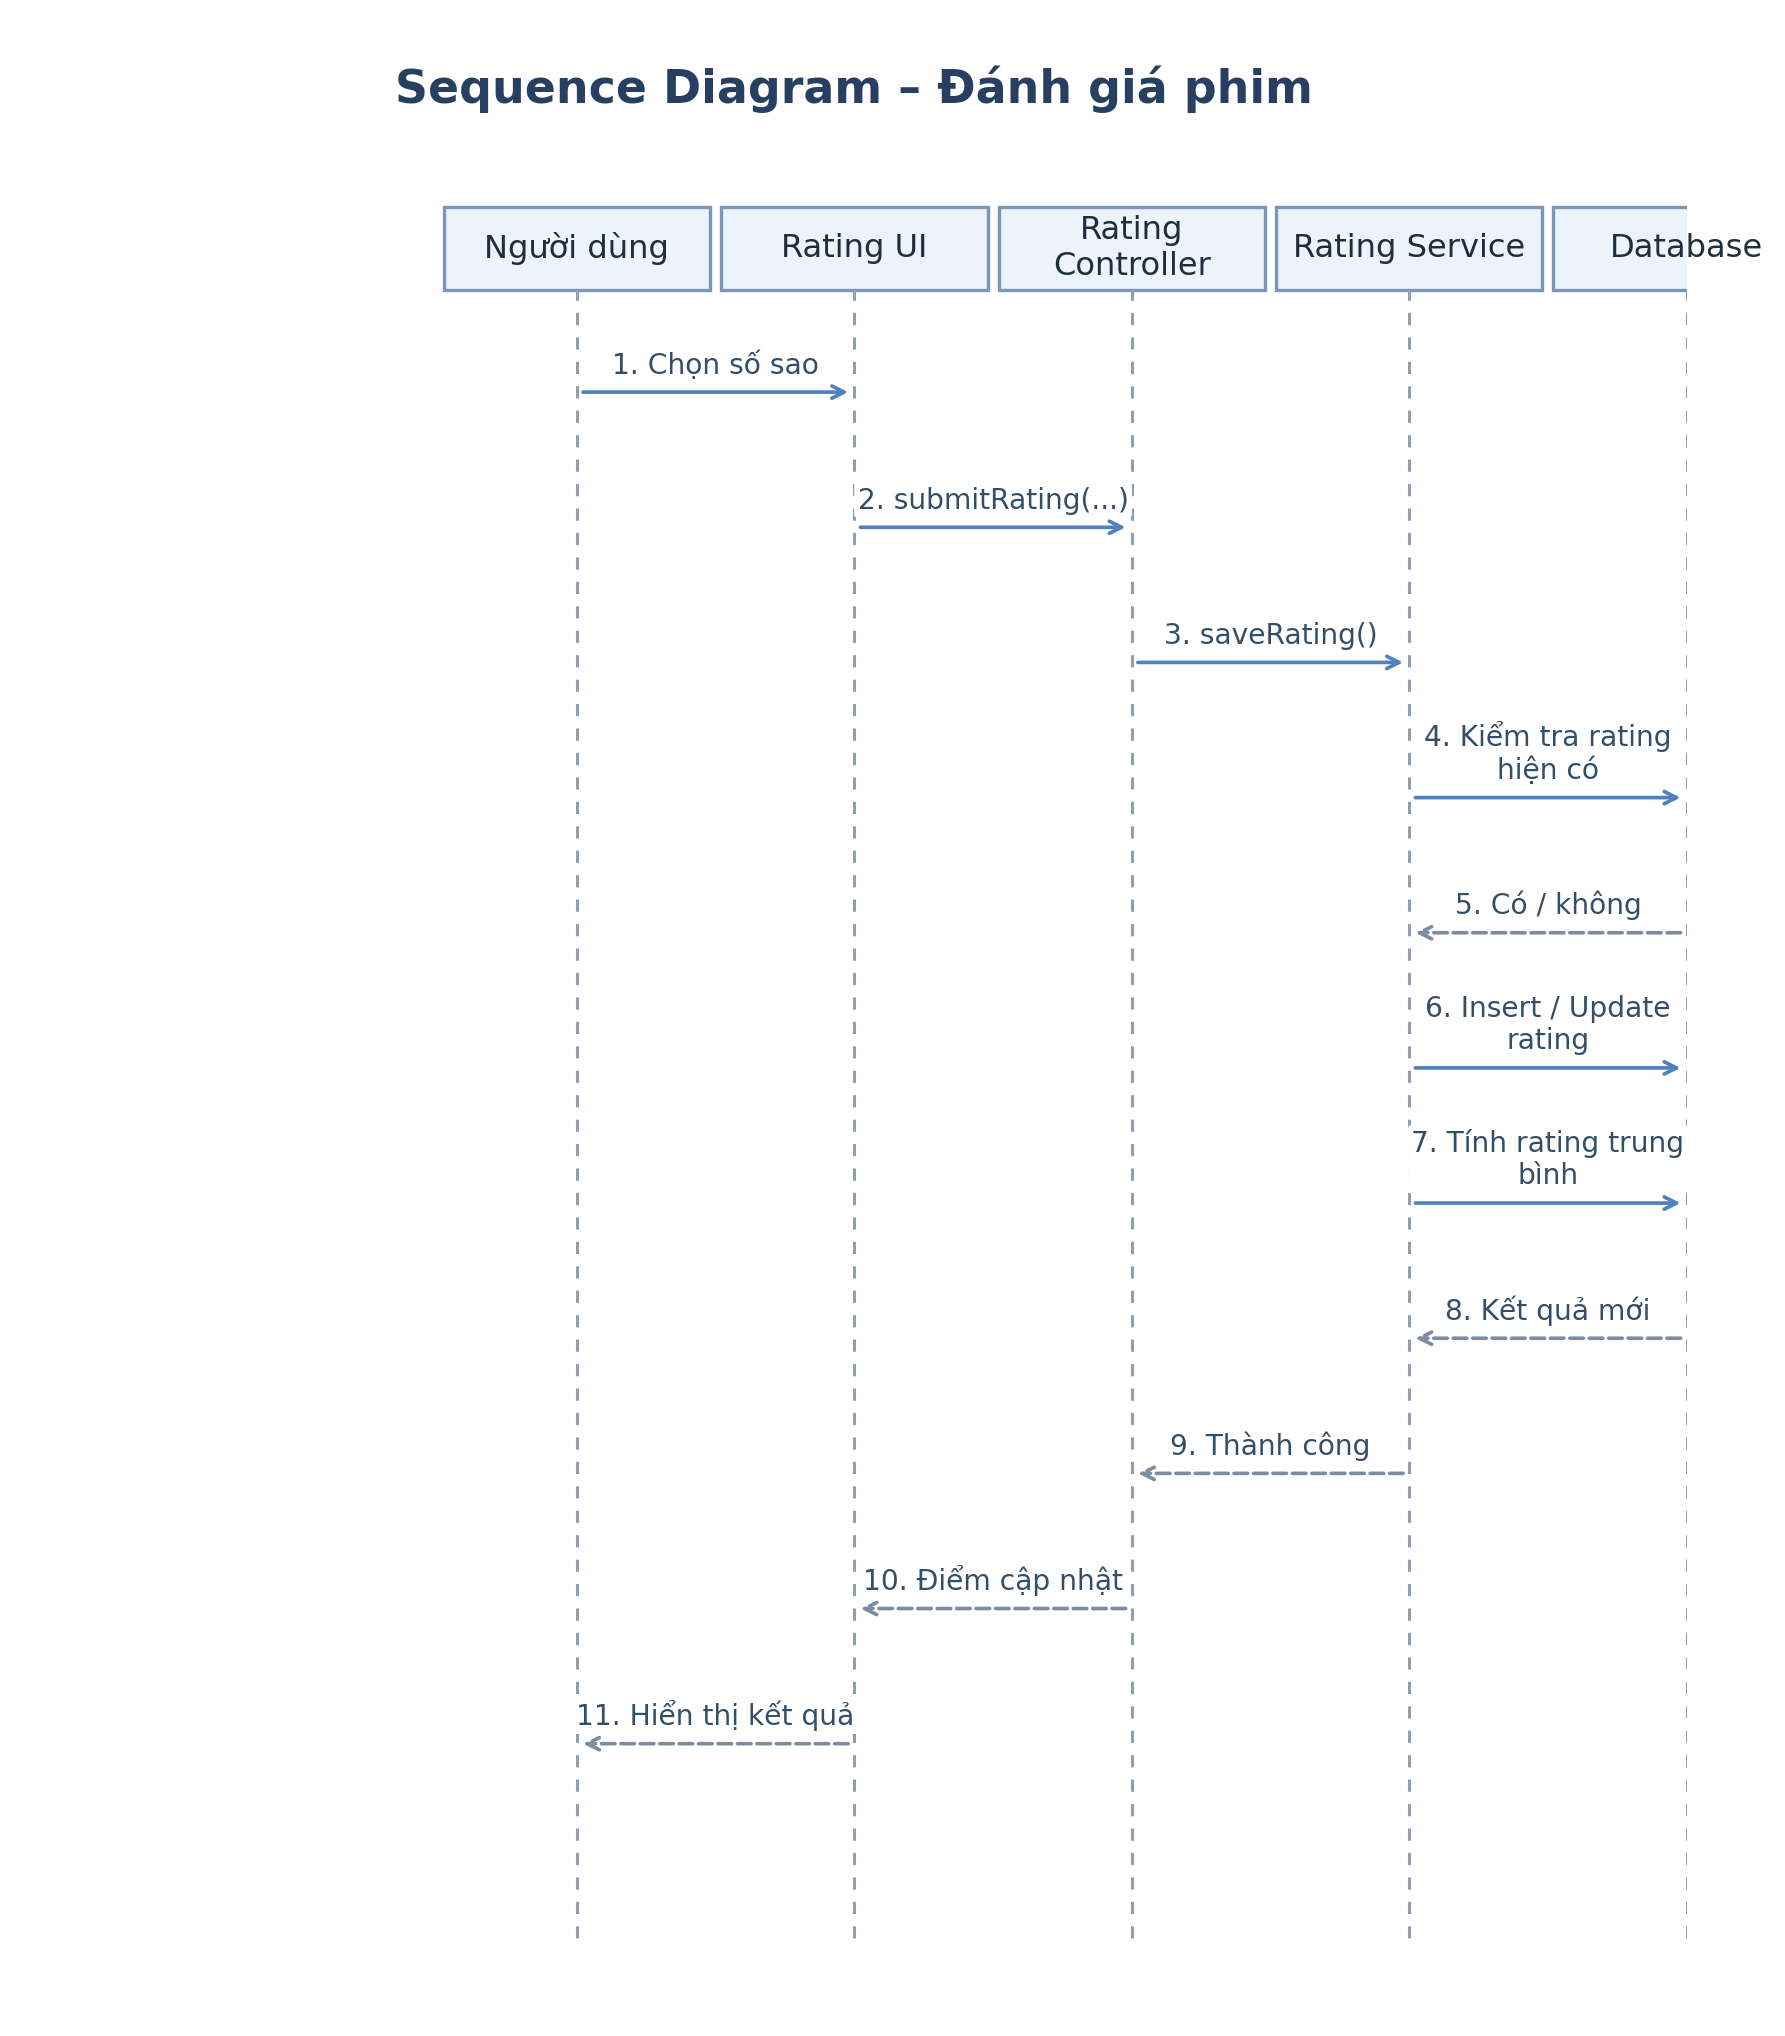 Sequence Diagram – Đánh giá phim
Người dùng
Rating UI
Rating
Controller
Rating Service
Database
1. Chọn số sao
2. submitRating(...)
3. saveRating()
4. Kiểm tra rating
hiện có
5. Có / không
6. Insert / Update
rating
7. Tính rating trung
bình
8. Kết quả mới
9. Thành công
10. Điểm cập nhật
11. Hiển thị kết quả